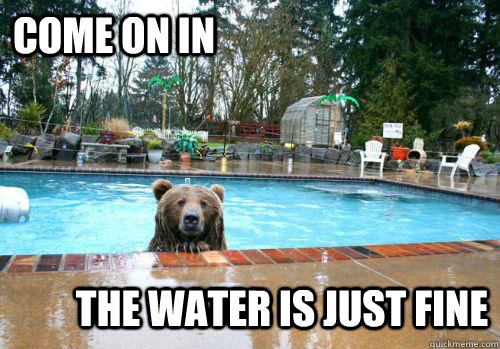 COME ON IN
THE WATER IS JUST FINE
quickmeme.com